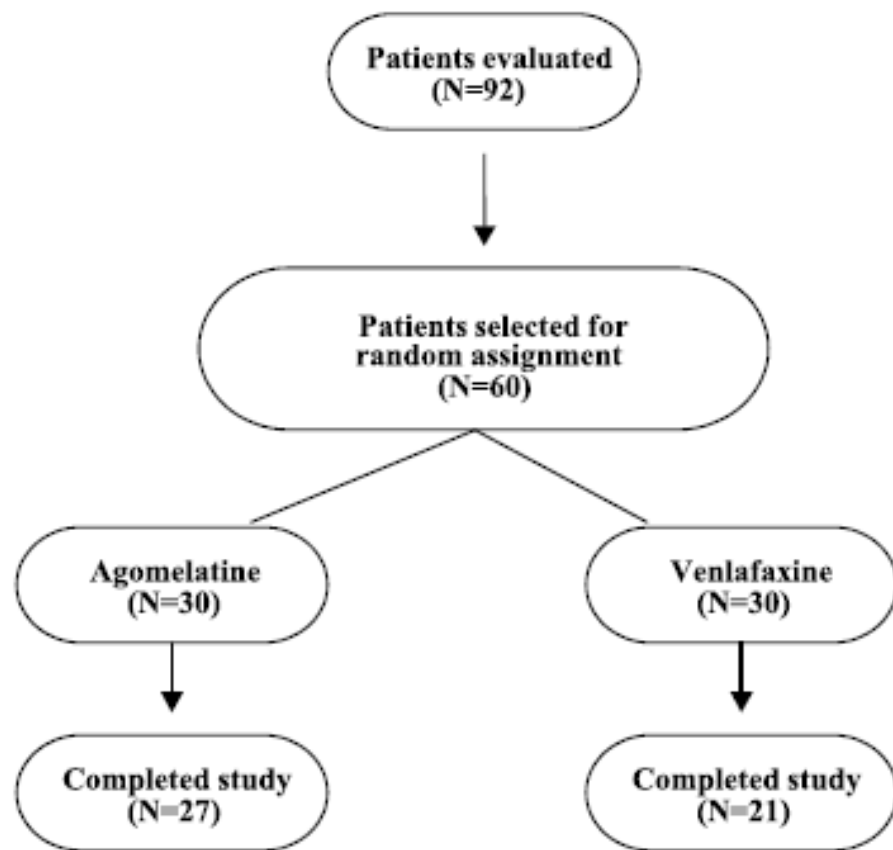 Patients evaluated
(N=92)
Patients selected for
random assignment
(N=60)
Agomelatine
(N=30)
Venlafaxine
(N=30)
Completed study
(N=27)
Completed study
(N=21)